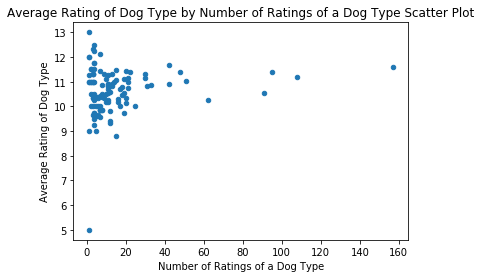 Average Rating of Dog Type by Number of Ratings of a Dog Type Scatter Plot
13
12
11
10
9
8
7
6
5
Average Rating of Dog Type
0 20 40 60 80 100 120 140 160
Number of Ratings of a Dog Type